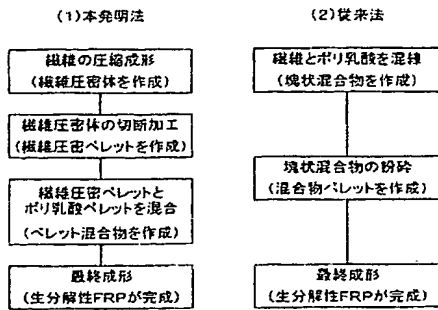 (1)本発明法
繊維の圧縮成形
(繊維圧密体を作成)
繊維圧密体の切断加工
(繊維圧密ペレットを作成)
繊維圧密ペレットと
ポリ乳酸ペレットを混合
(ペレット混合物を作成)
最終成形
(生分解性FRPが完成)
(2)従来法
繊維とポリ乳酸を混練
(塊状混合物を作成)
塊状混合物の粉砕
(混合物ペレットを作成)
最終成形
(生分解性FRPが完成)